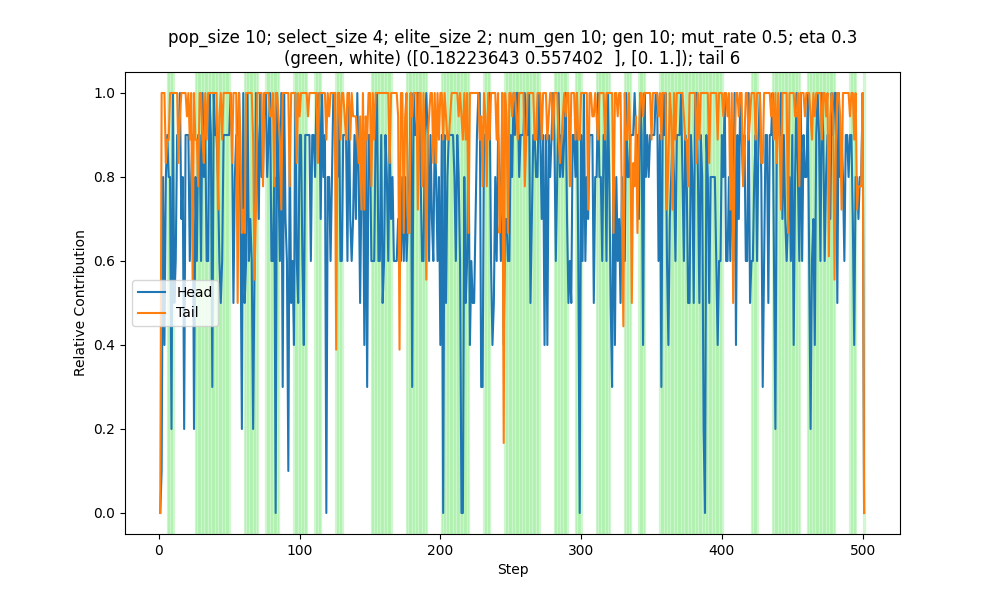 pop_size 10; select_size 4; elite_size 2; num_gen 10; gen 10; mut_rate 0.5; eta 0.3
(green, white) ([0.18223643 0.557402  ], [0. 1.]); tail 6
1.0
0.8
0.6
0.4
0.2
0.0
Relative Contribution
Head
Tail
0
100
200
300
400
500
Step